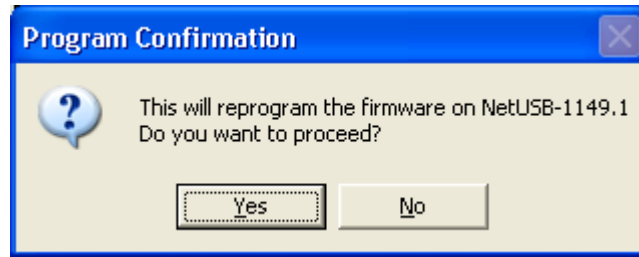 Program Confirmation
This will reprogram the firmware on NetUSB-1149.1
Do you want to proceed?
Yes
No